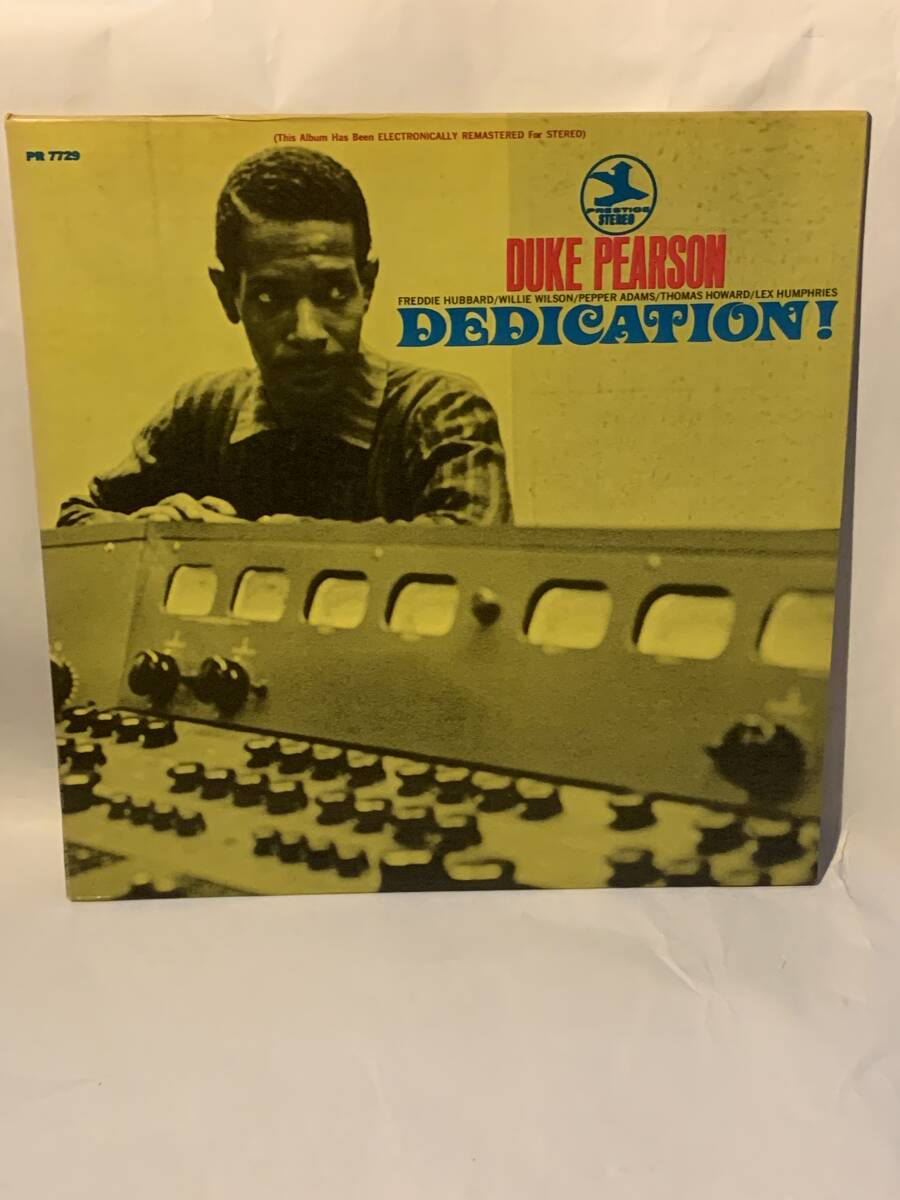 (This Album Has Been ELECTRONICALLY REMASTERED For STEREO)
PR 7729
PRESTIGE
STEREO
DUKE PEARSON
FREDDIE HUBBARD/WILLIE WILSON/PEPPER ADAMS/THOMAS HOWARD/LEX HUMPHRIES
DEDICATION!